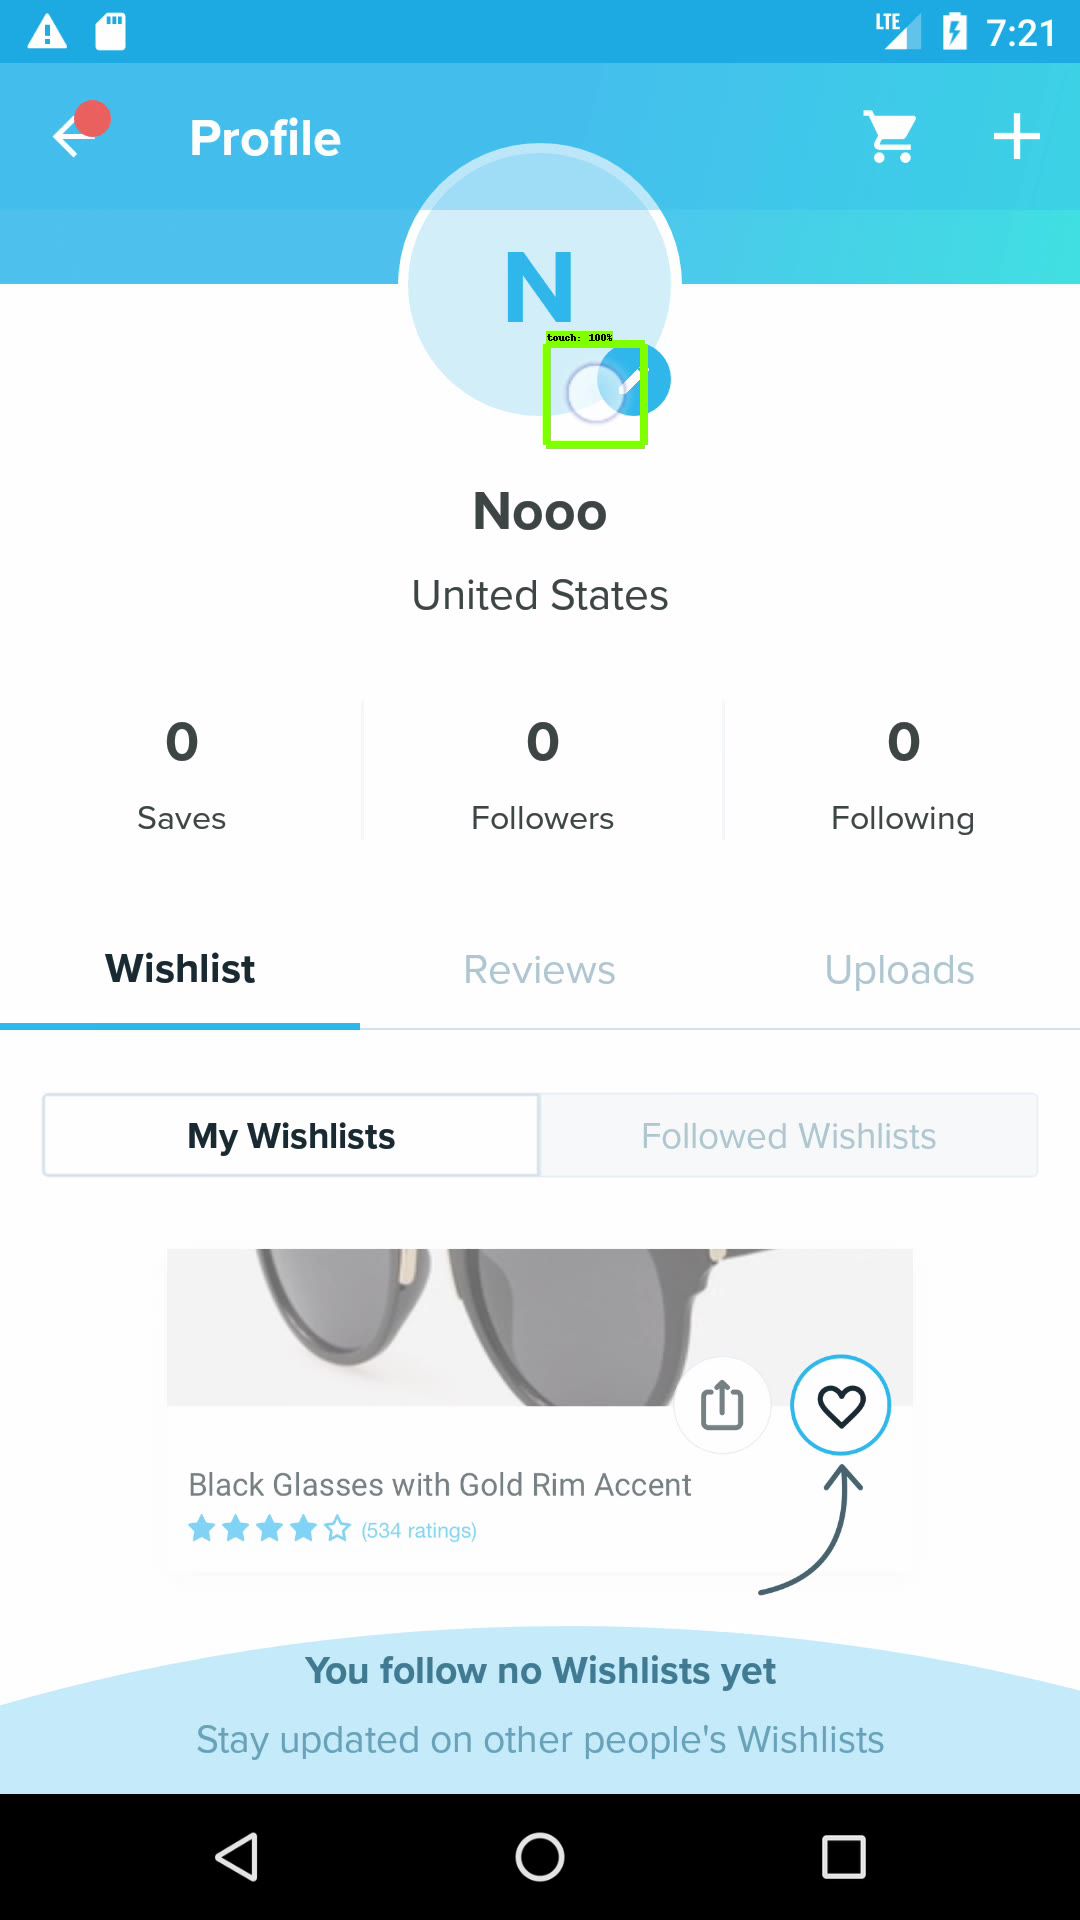 LTE 7:21
Profile
N
touch: 100%
Nooo
United States
0 0 0
Saves Followers Following
Wishlist Reviews Uploads
My Wishlists Followed Wishlists
Black Glasses with Gold Rim Accent
(534 ratings)
You follow no Wishlists yet
Stay updated on other people's Wishlists